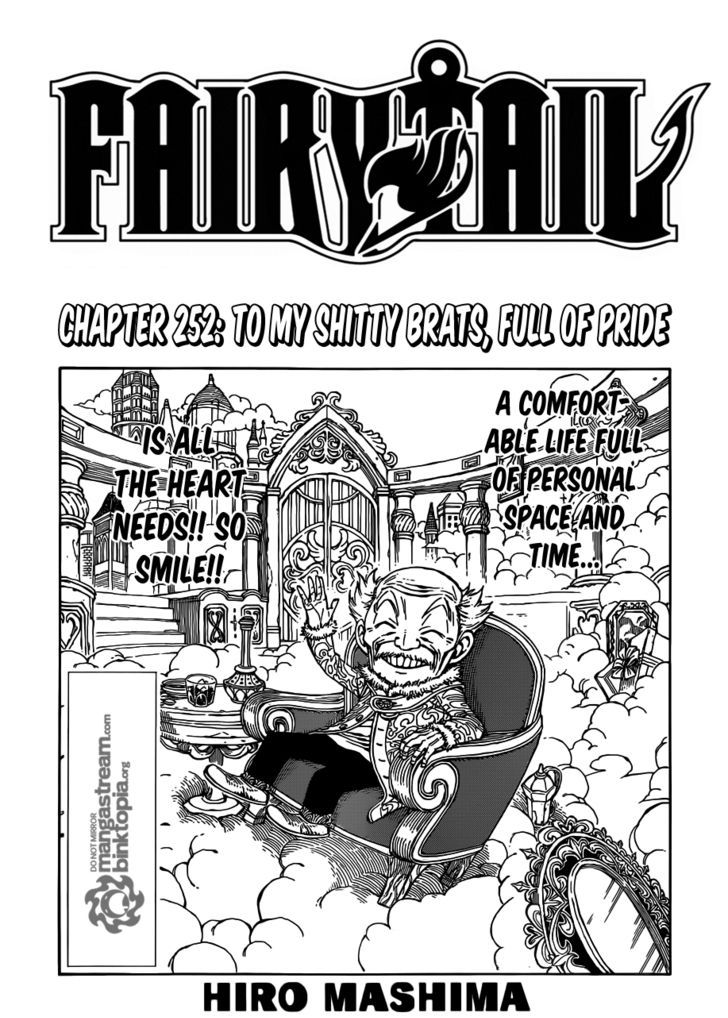 FAIRY TAIL
CHAPTER 252: TO MY SHITTY BRATS, FULL OF PRIDE
A COMFORT-
ABLE LIFE FULL
OF PERSONAL
SPACE AND
TIME...
IS ALL
THE HEART
NEEDS!! SO
SMILE!!
DO NOT MIRROR
mangastream.com
binktopia.org
HIRO MASHIMA